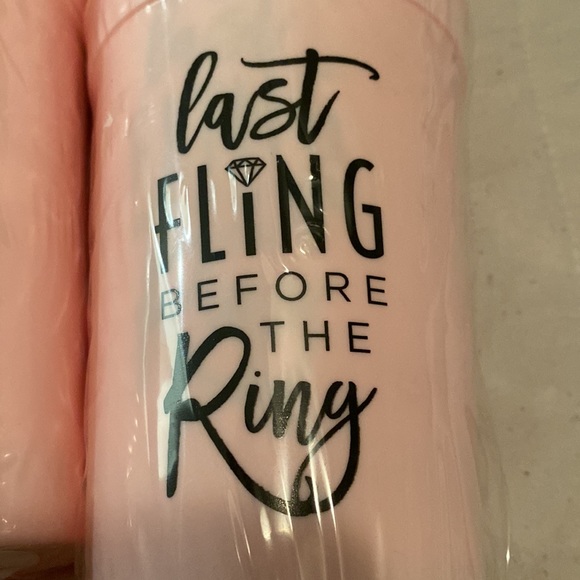 last
FLiNG
BEFORE
THE
Ring